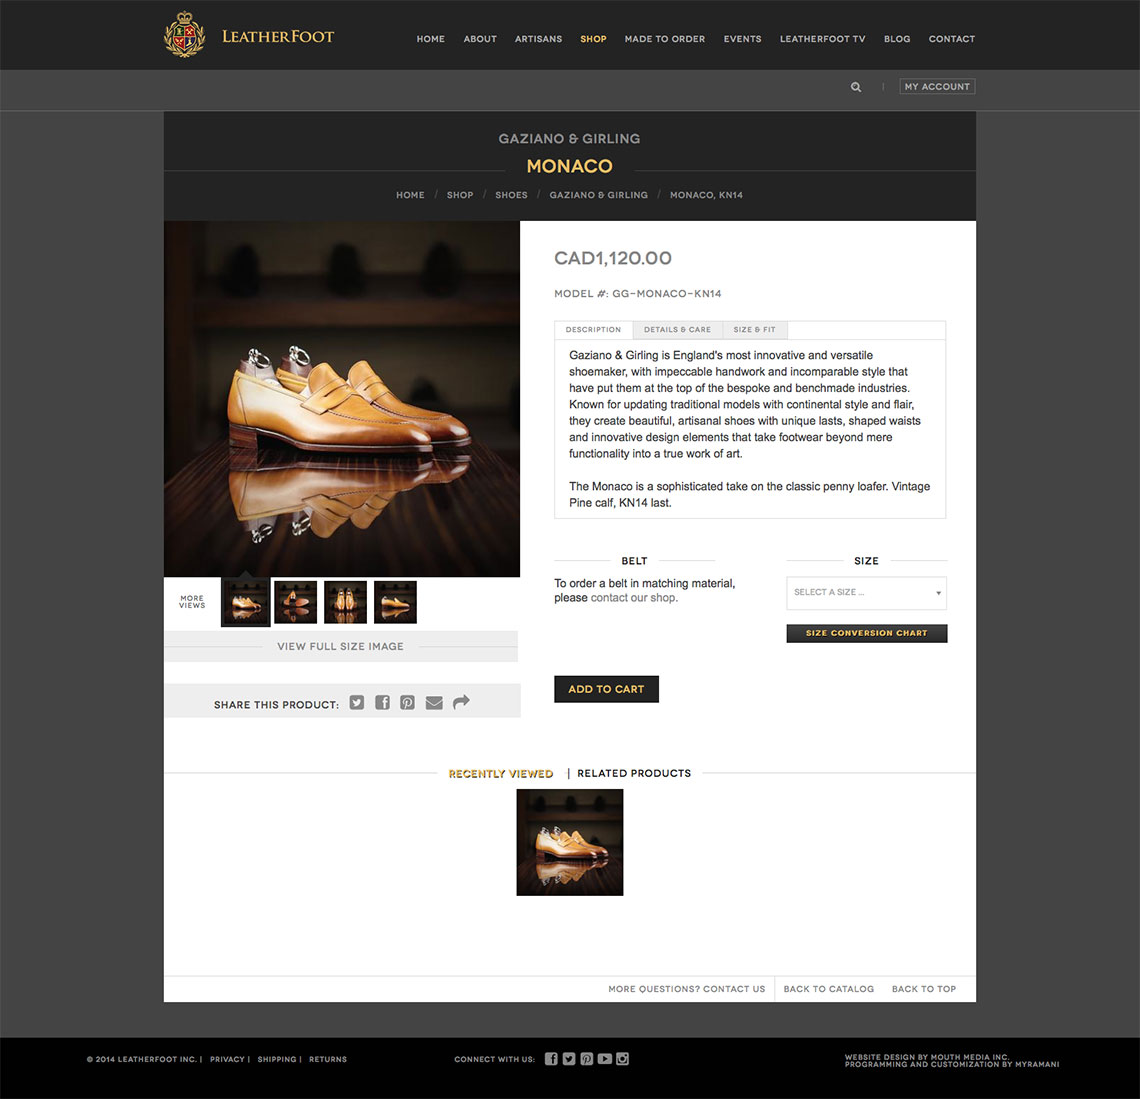 LEATHERFOOT
HOME ABOUT ARTISANS SHOP MADE TO ORDER EVENTS LEATHERFOOT TV BLOG CONTACT
| MY ACCOUNT
GAZIANO & GIRLING
MONACO
HOME / SHOP / SHOES / GAZIANO & GIRLING / MONACO, KN14
CAD1,120.00
MODEL #: GG-MONACO-KN14
DESCRIPTION DETAILS & CARE SIZE & FIT
Gaziano & Girling is England's most innovative and versatile
shoemaker, with impeccable handwork and incomparable style that
have put them at the top of the bespoke and benchmade industries.
Known for updating traditional models with continental style and flair,
they create beautiful, artisanal shoes with unique lasts, shaped waists
and innovative design elements that take footwear beyond mere
functionality into a true work of art.
The Monaco is a sophisticated take on the classic penny loafer. Vintage
Pine calf, KN14 last.
MORE
VIEWS
VIEW FULL SIZE IMAGE
SHARE THIS PRODUCT:
BELT
To order a belt in matching material,
please contact our shop.
SIZE
SELECT A SIZE ...
SIZE CONVERSION CHART
ADD TO CART
RECENTLY VIEWED | RELATED PRODUCTS
MORE QUESTIONS? CONTACT US BACK TO CATALOG BACK TO TOP
© 2014 LEATHERFOOT INC. | PRIVACY | SHIPPING | RETURNS
CONNECT WITH US:
WEBSITE DESIGN BY MOUTH MEDIA INC.
PROGRAMMING AND CUSTOMIZATION BY MYRAMANI